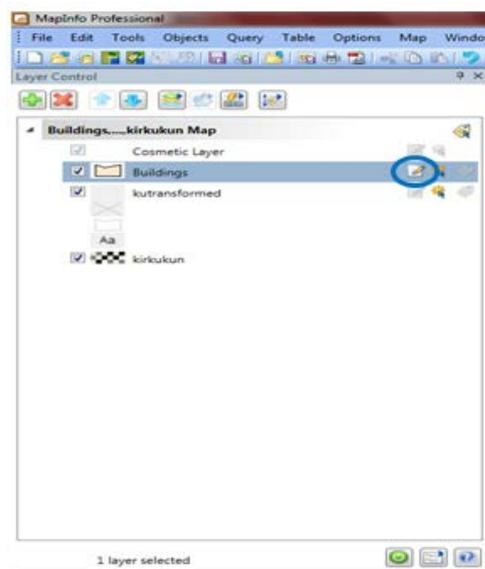 MapInfo Professional
File Edit Tools Objects Query Table Options Map Windo
Layer Control
Buildings,...,kirkukun Map
Cosmetic Layer
Buildings
kutransformed
Aa
kirkukun
1 layer selected